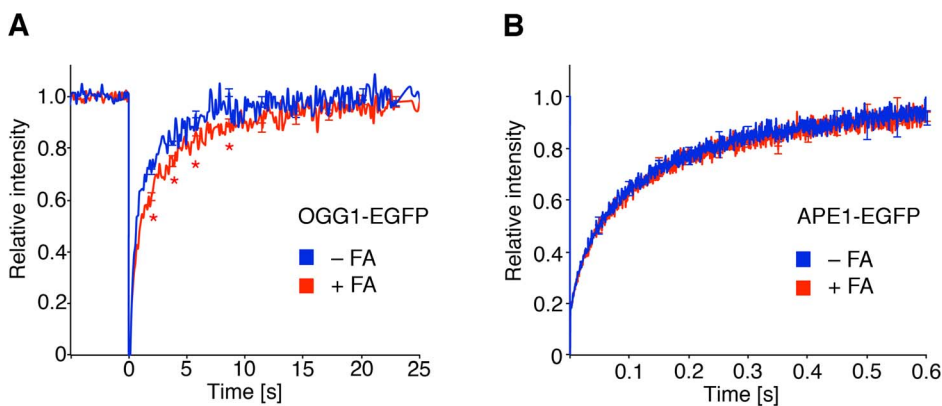 A
Relative intensity
1.0
0.8
0.6
0.4
0.2
0
OGG1-EGFP
– FA
+ FA
* * * *
0 5 10 15 20 25
Time [s]
B
Relative intensity
1.0
0.8
0.6
0.4
0.2
0
APE1-EGFP
– FA
+ FA
0.1 0.2 0.3 0.4 0.5 0.6
Time [s]